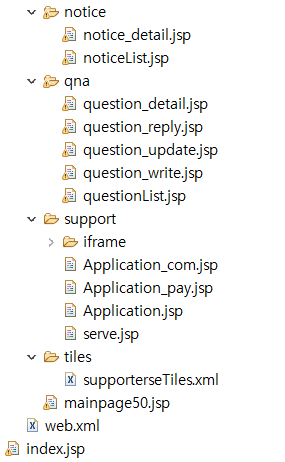 notice
notice_detail.jsp
noticeList.jsp
qna
question_detail.jsp
question_reply.jsp
question_update.jsp
question_write.jsp
questionList.jsp
support
iframe
Application_com.jsp
Application_pay.jsp
Application.jsp
serve.jsp
tiles
supporterseTiles.xml
mainpage50.jsp
web.xml
index.jsp